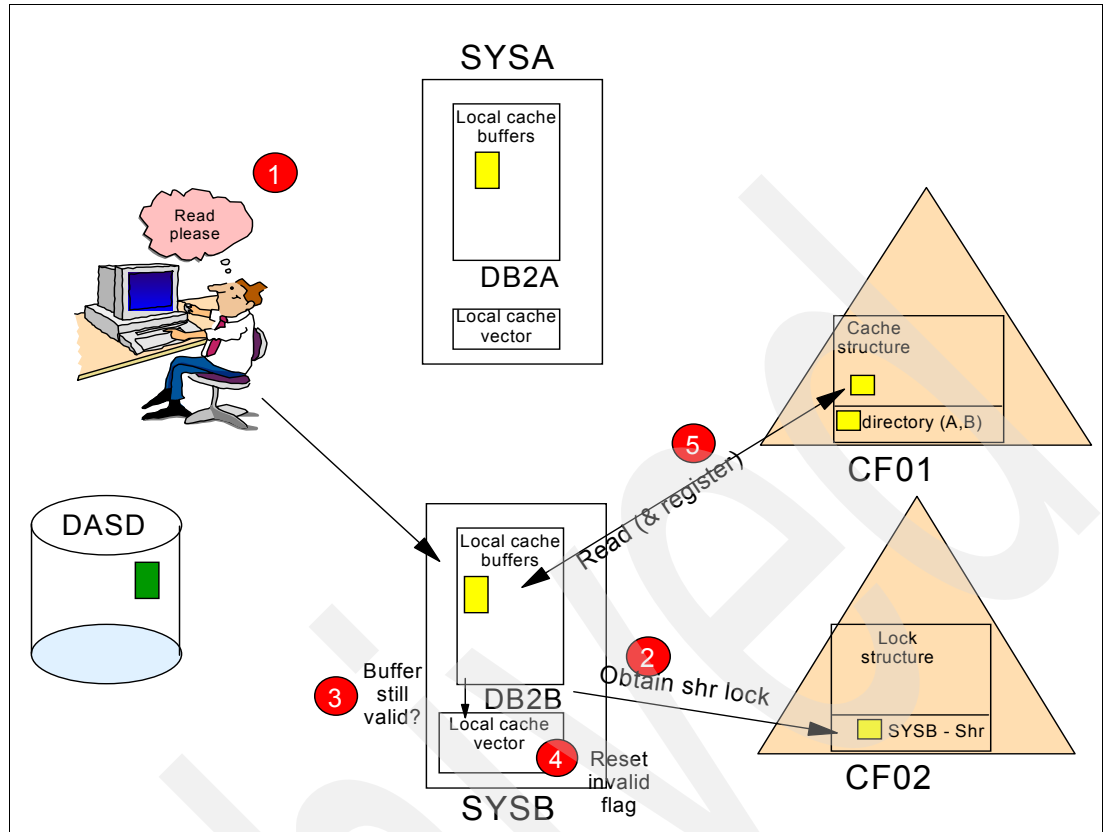 SYSA
Local cache
buffers
DB2A
Local cache
vector
1
Read
please
Cache
structure
directory (A,B)
CF01
5
Read (& register)
DASD
Local cache
buffers
DB2B
Local cache
vector
SYSB
3
Buffer
still
valid?
4
Reset
invalid
flag
2
Obtain shr lock
Lock
structure
SYSB - Shr
CF02